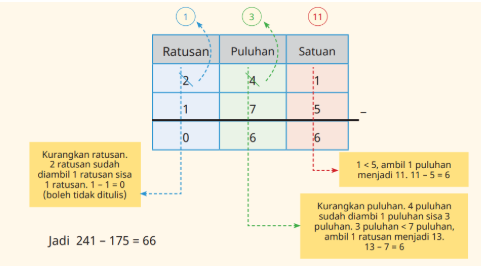 1 3 11
Ratusan Puluhan Satuan
2 4 1
1 7 5
–
0 6 6
Kurangkan ratusan.
2 ratusan sudah
diambil 1 ratusan sisa
1 ratusan. 1 – 1 = 0
(boleh tidak ditulis)
1 < 5, ambil 1 puluhan
menjadi 11. 11 – 5 = 6
Kurangkan puluhan. 4 puluhan
sudah diambi 1 puluhan sisa 3
puluhan. 3 puluhan < 7 puluhan,
ambil 1 ratusan menjadi 13.
13 – 7 = 6
Jadi 241 – 175 = 66